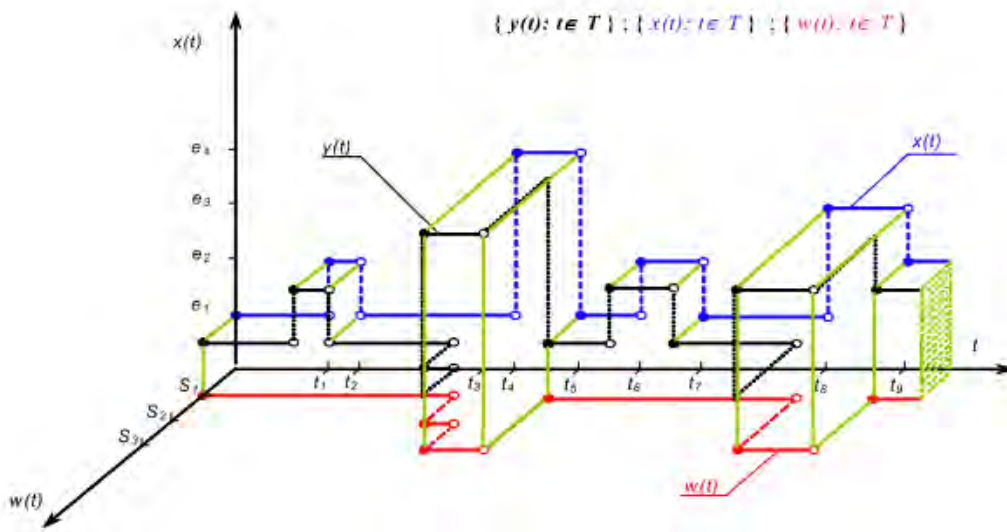 { y(t): t ∈ T } ; { x(t): t ∈ T } ; { w(t): t ∈ T }
x(t)
e₄
y(t)
x(t)
e₃
e₂
e₁
t
S₁
t₁ t₂ t₃ t₄ t₅ t₆ t₇ t₈ t₉
S₂
S₃
w(t)
w(t)